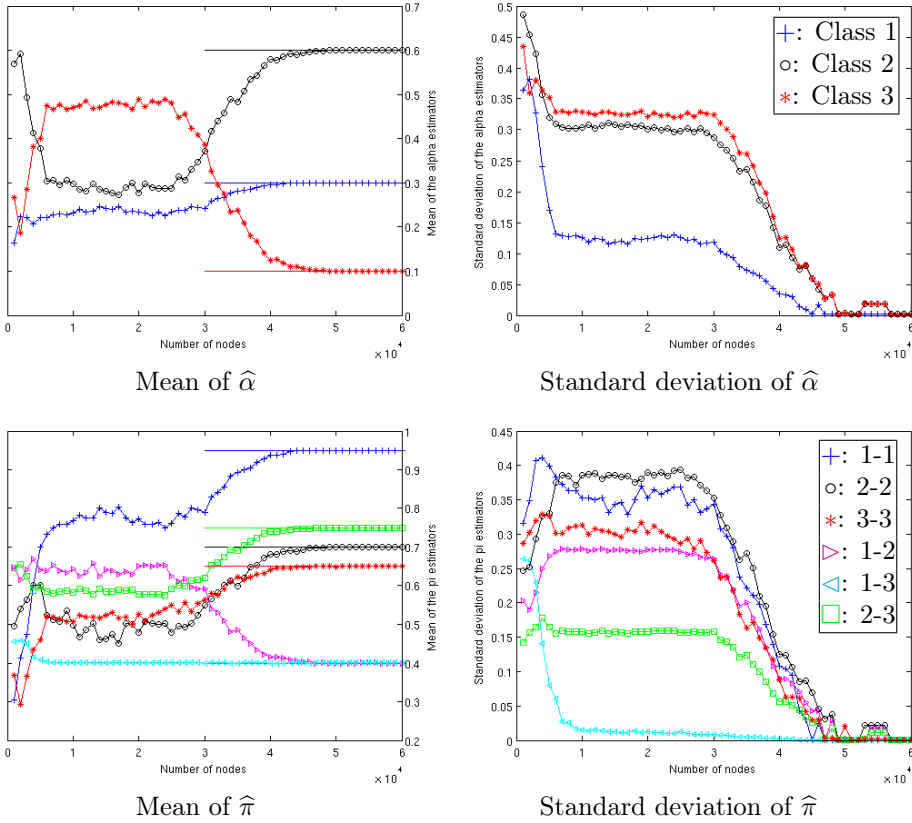 0.7
0.6
0.5
0.4
0.3
0.2
0.1
0
Mean of the alpha estimators
0 1 2 3 4 5 6
Number of nodes
× 10⁴
Mean of α̂
0.5
0.45
0.4
0.35
0.3
0.25
0.2
0.15
0.1
0.05
0
Standard deviation of the alpha estimators
+: Class 1
○: Class 2
*: Class 3
0 1 2 3 4 5 6
Number of nodes
× 10⁴
Standard deviation of α̂
1
0.9
0.8
0.7
0.6
0.5
0.4
0.3
0.2
Mean of the pi estimators
0 1 2 3 4 5 6
Number of nodes
× 10⁴
Mean of π̂
0.45
0.4
0.35
0.3
0.25
0.2
0.15
0.1
0.05
0
Standard deviation of the pi estimators
+: 1-1
○: 2-2
*: 3-3
▷: 1-2
◁: 1-3
□: 2-3
0 1 2 3 4 5 6
Number of nodes
× 10⁴
Standard deviation of π̂